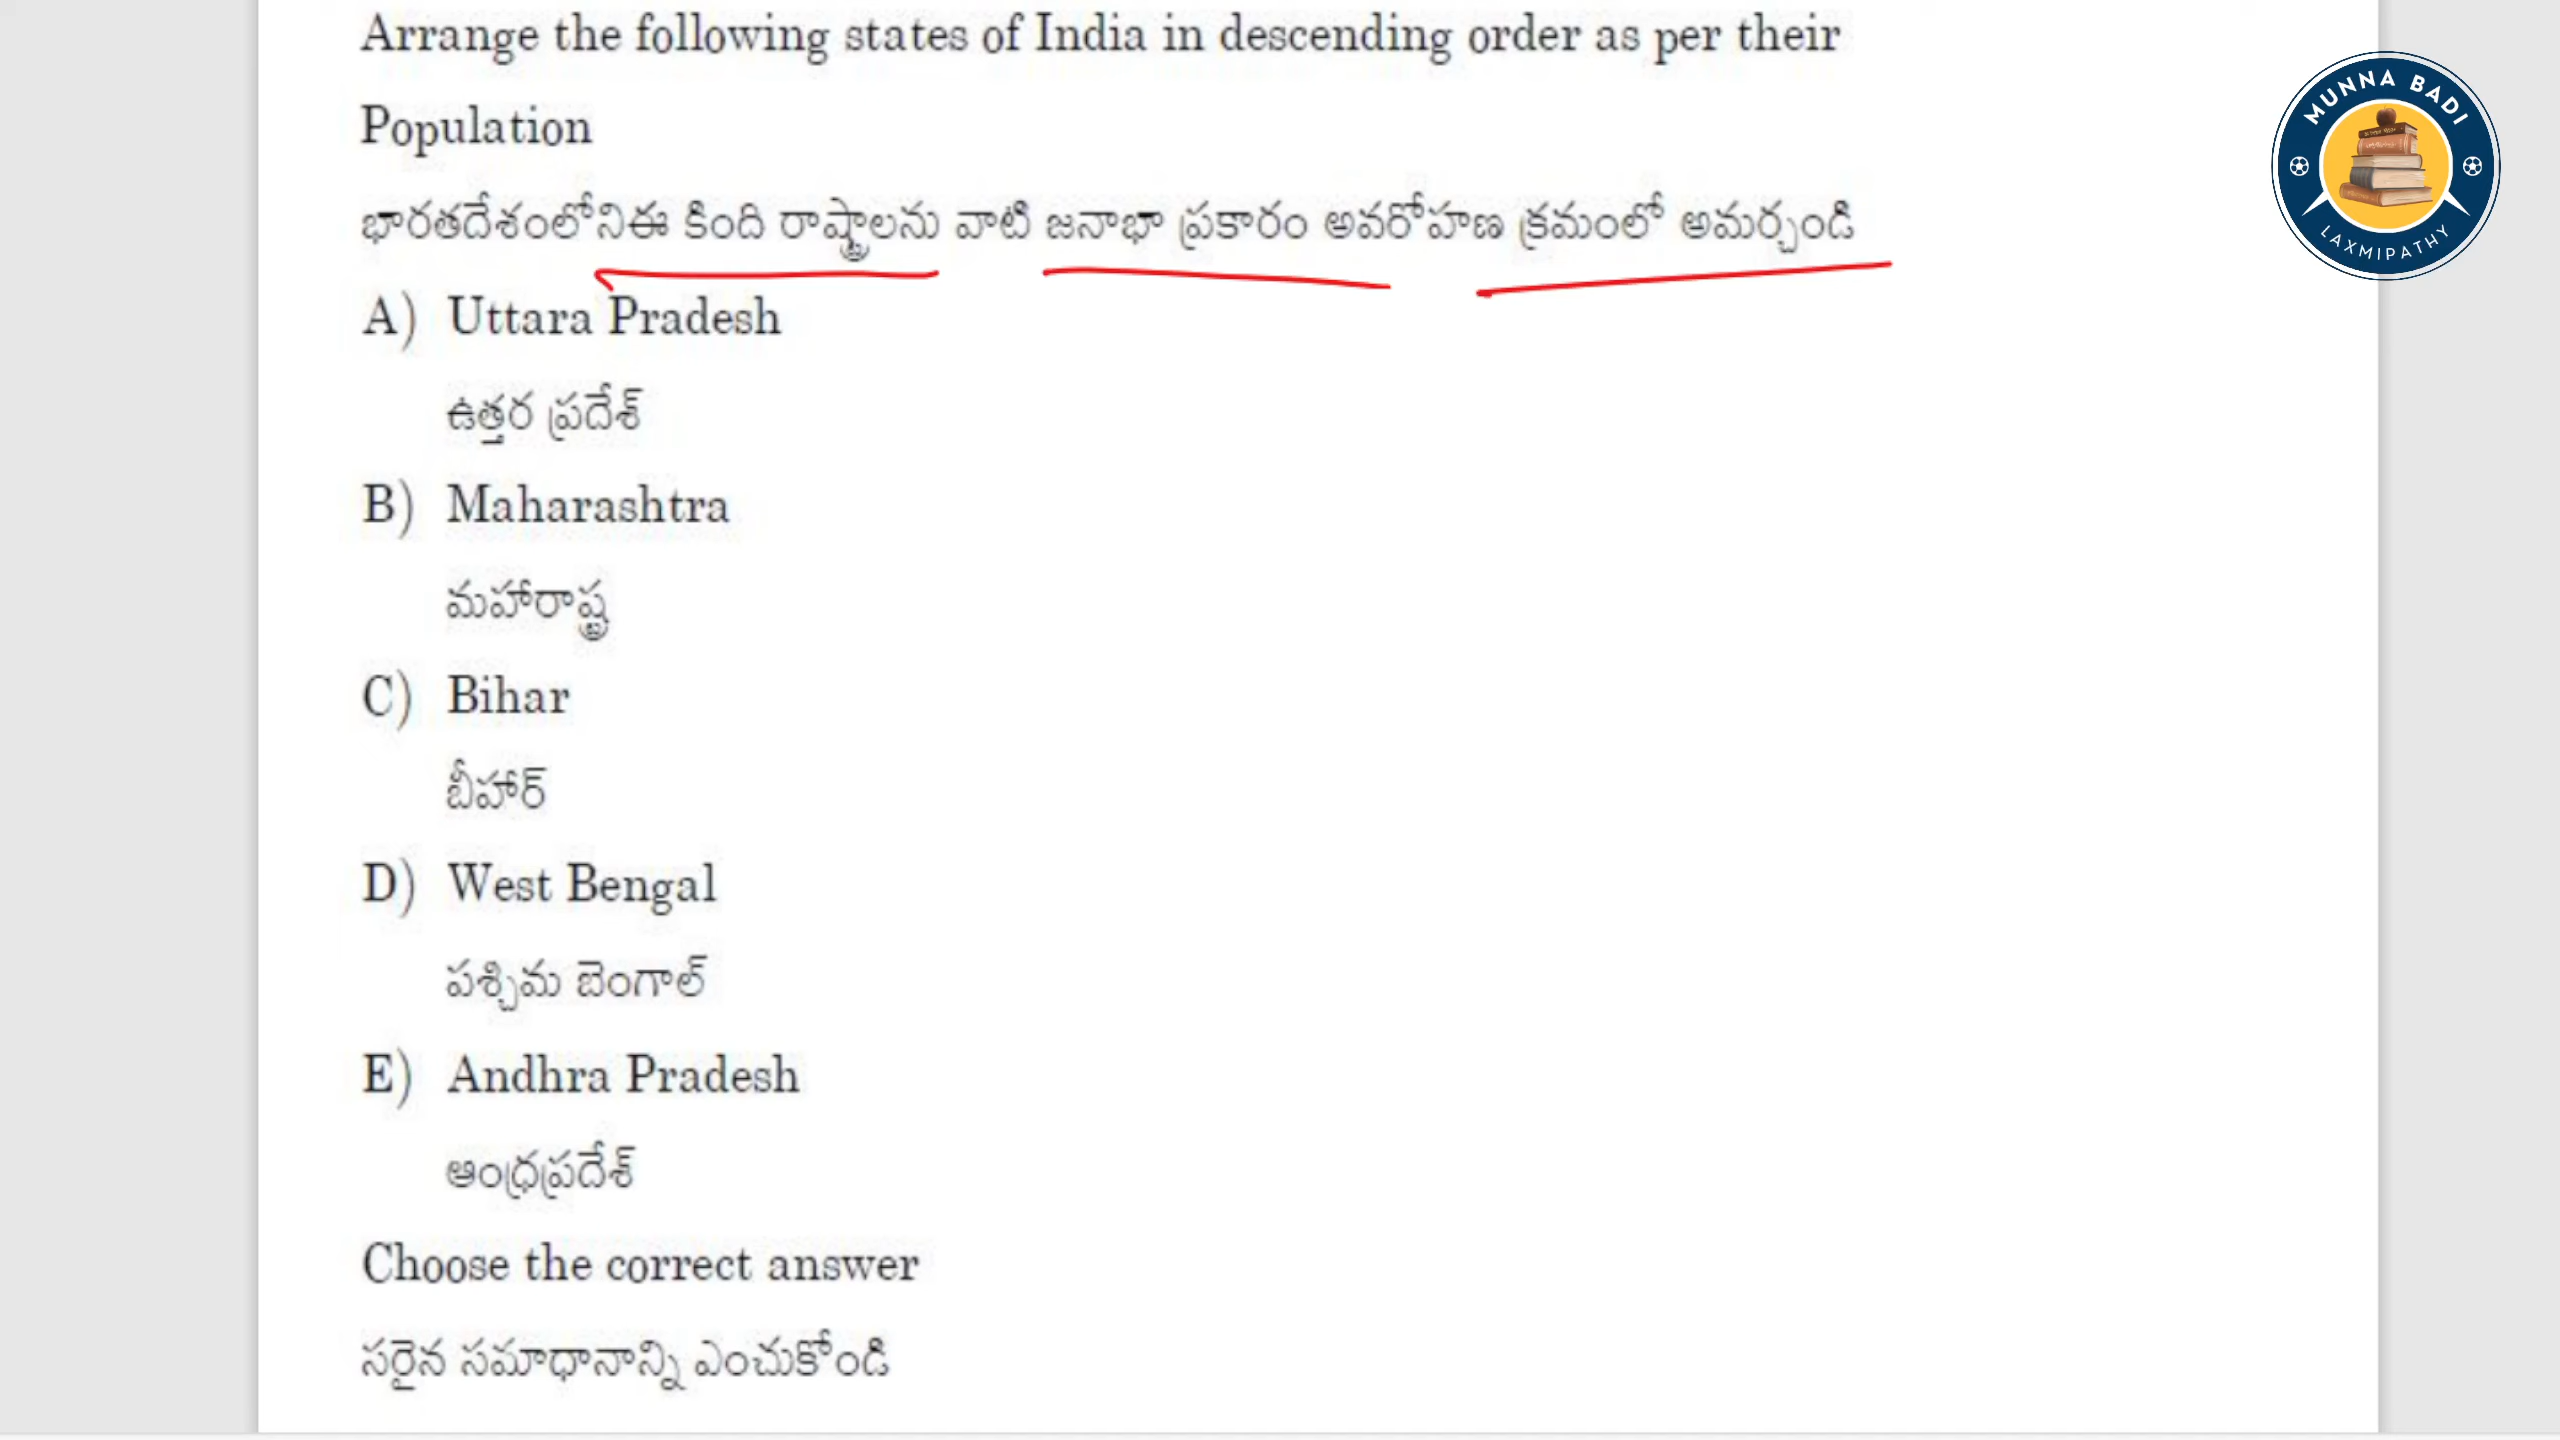 Arrange the following states of India in descending order as per their
Population
భారతదేశంలోనిఈ కింది రాష్ట్రాలను వాటి జనాభా ప్రకారం అవరోహణ క్రమంలో అమర్చండి
A) Uttara Pradesh
ఉత్తర ప్రదేశ్
B) Maharashtra
మహారాష్ట్ర
C) Bihar
బీహార్
D) West Bengal
పశ్చిమ బెంగాల్
E) Andhra Pradesh
ఆంధ్రప్రదేశ్
Choose the correct answer
సరైన సమాధానాన్ని ఎంచుకోండి
MUNNA BADI
LAXMIPATHY